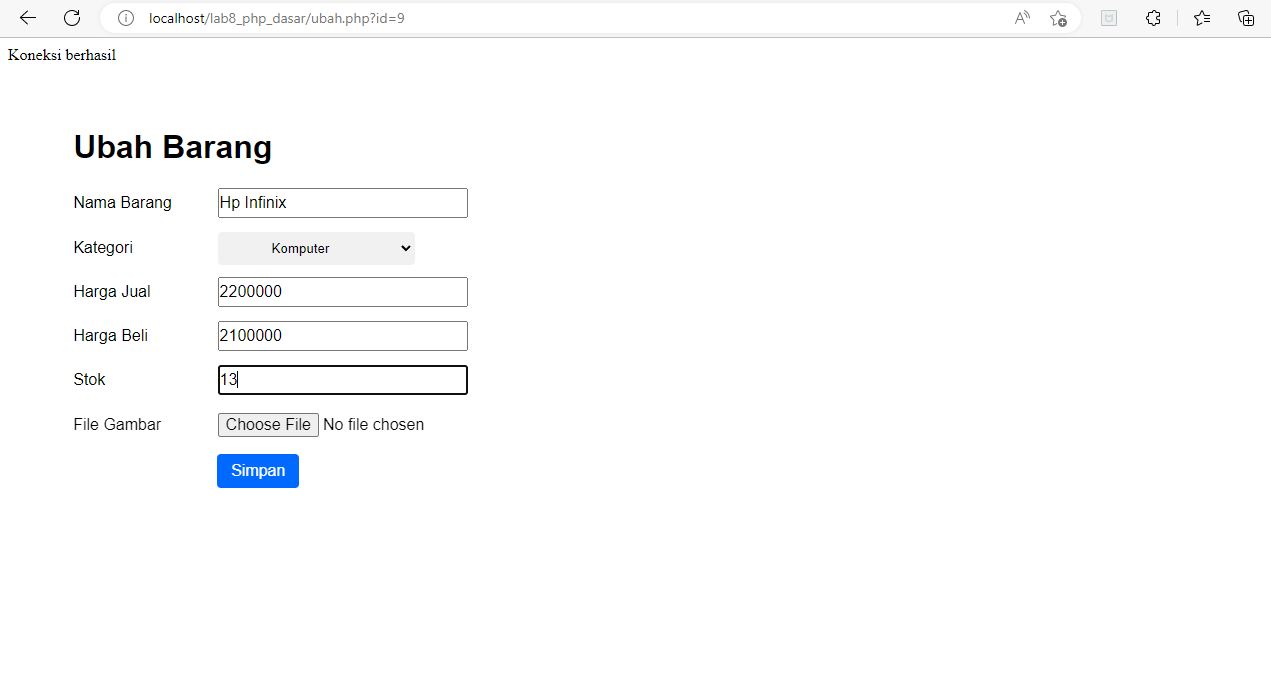 localhost/lab8_php_dasar/ubah.php?id=9
Koneksi berhasil
Ubah Barang
Nama Barang Hp Infinix
Kategori Komputer
Harga Jual 2200000
Harga Beli 2100000
Stok 13
File Gambar Choose File No file chosen
Simpan